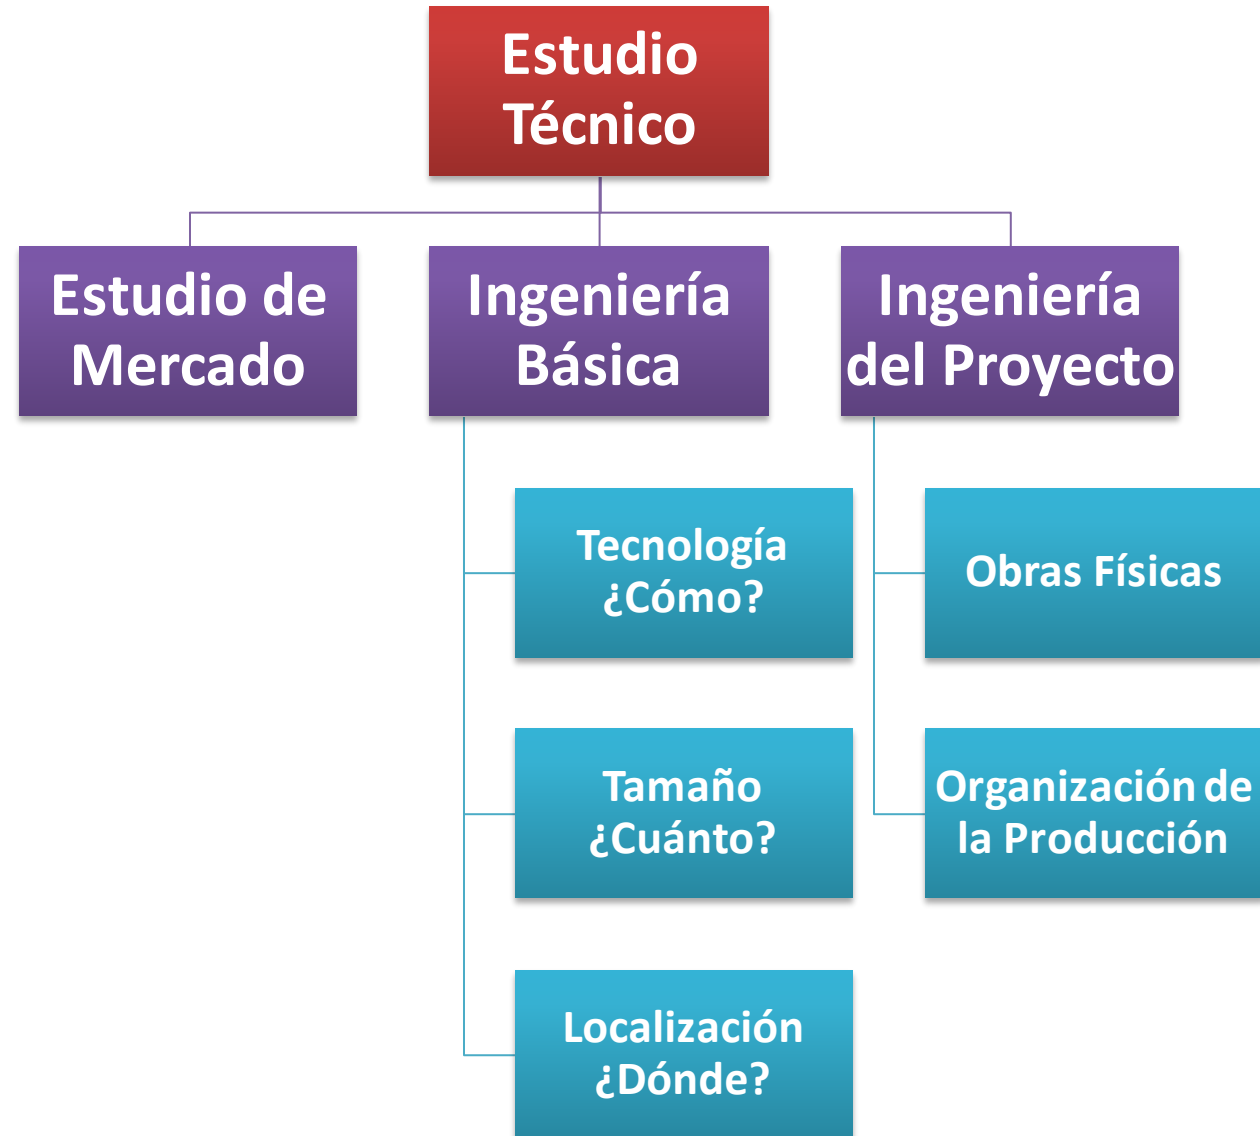 Estudio
Técnico
Estudio de
Mercado
Ingeniería
Básica
Ingeniería
del Proyecto
Tecnología
¿Cómo?
Tamaño
¿Cuánto?
Localización
¿Dónde?
Obras Físicas
Organización de
la Producción